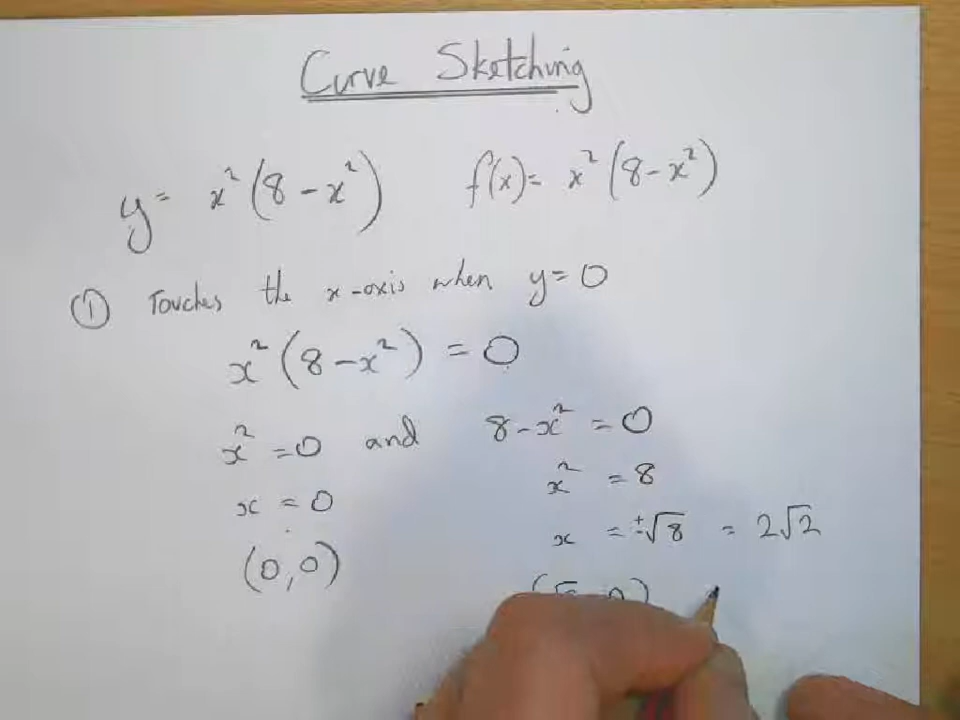 Curve Sketching
y = x² (8 - x²) f(x) = x² (8 - x²)
① Touches the x-axis when y = 0
x² (8 - x²) = 0
x² = 0 and 8 - x² = 0
x² = 8
x = 0
x = ±√8 = 2√2
(0,0)